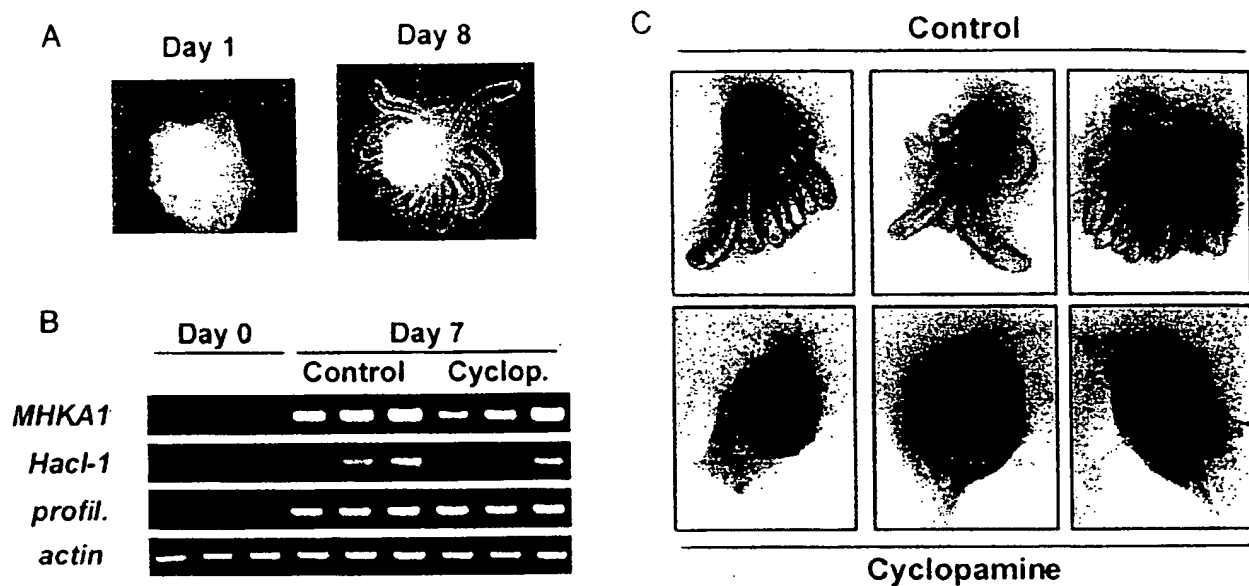 A
Day 1
Day 8
B
Day 0
Day 7
Control
Cyclop.
MHKA1
Hacl-1
profil.
actin
C
Control
Cyclopamine